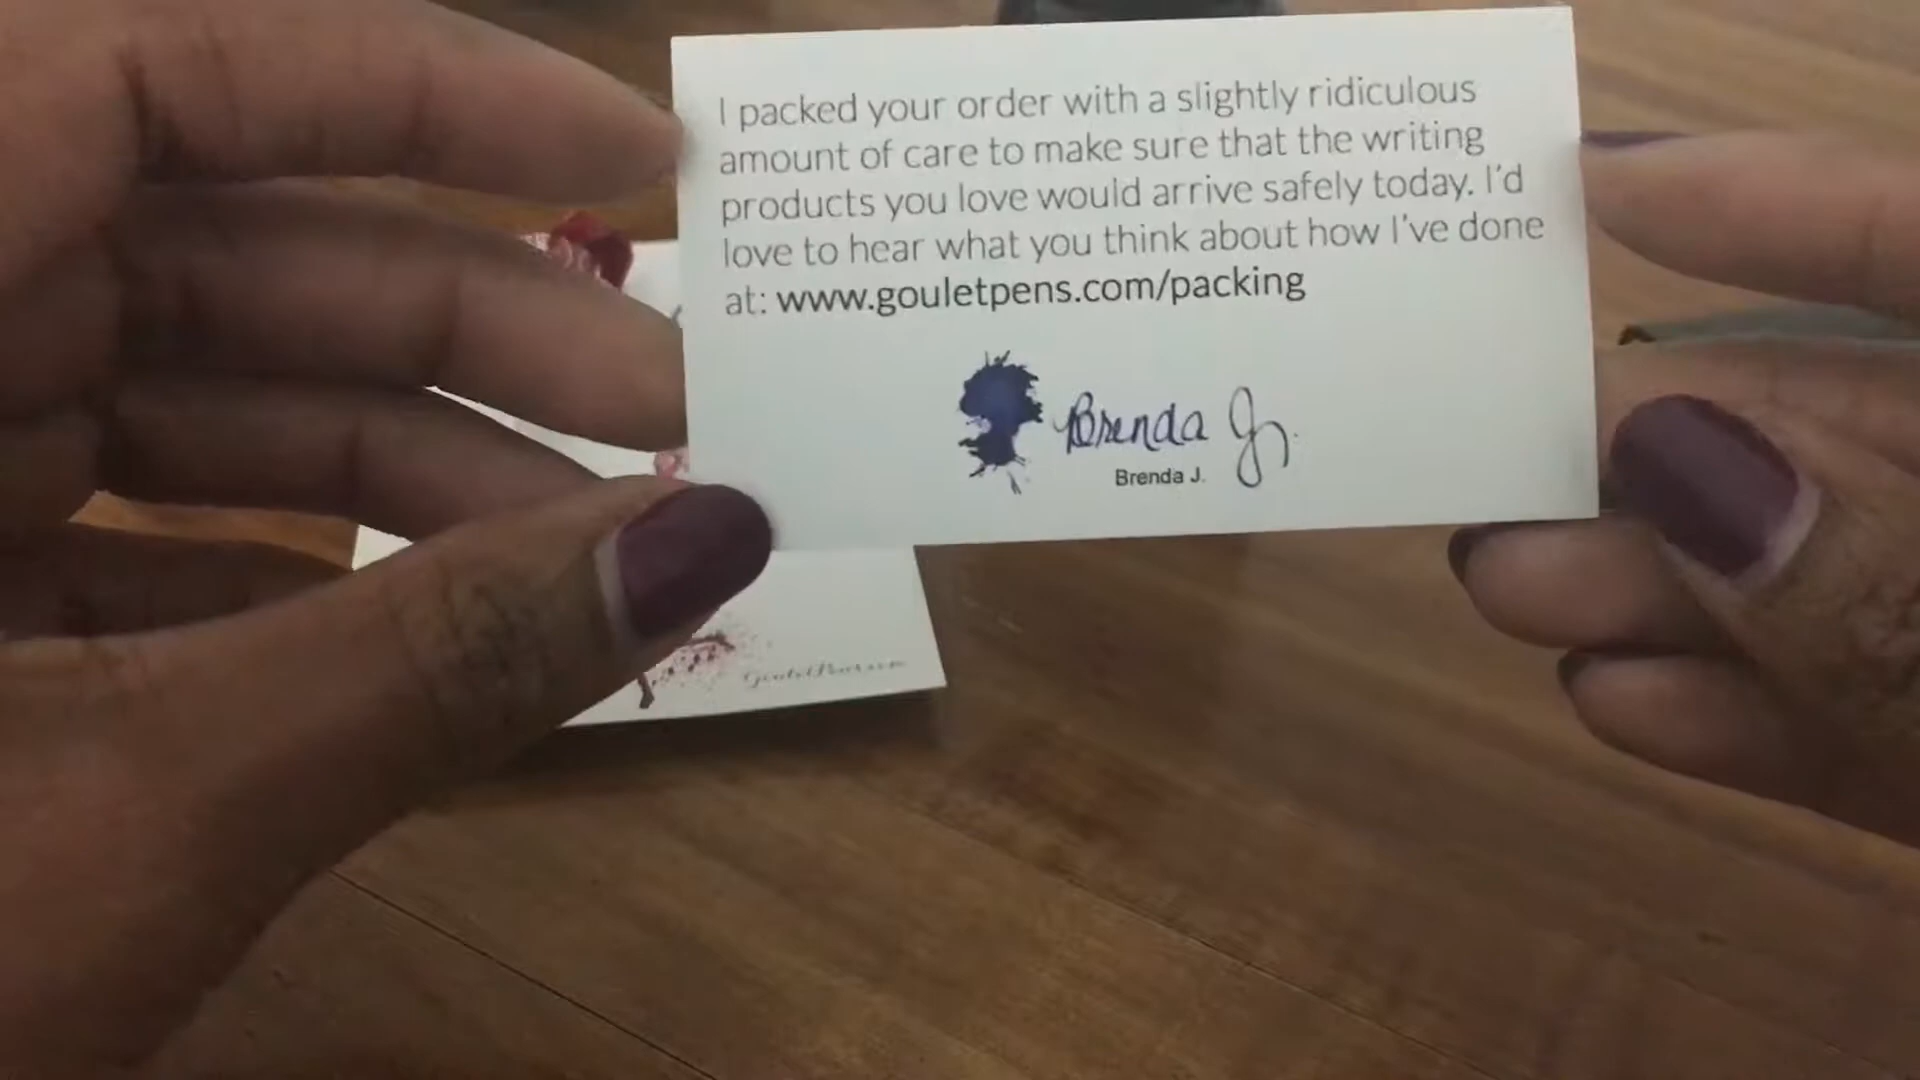 I packed your order with a slightly ridiculous
amount of care to make sure that the writing
products you love would arrive safely today. I'd
love to hear what you think about how I've done
at: www.gouletpens.com/packing
Brenda J.
Brenda J.
GouletPens.com